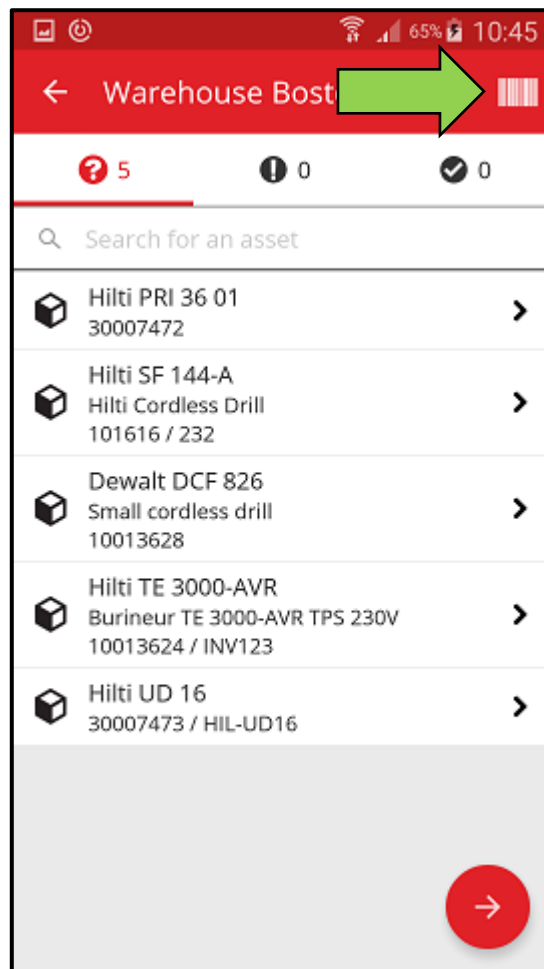 65% 10:45
Warehouse Bost
5 0 0
Search for an asset
Hilti PRI 36 01
30007472
Hilti SF 144-A
Hilti Cordless Drill
101616 / 232
Dewalt DCF 826
Small cordless drill
10013628
Hilti TE 3000-AVR
Burineur TE 3000-AVR TPS 230V
10013624 / INV123
Hilti UD 16
30007473 / HIL-UD16